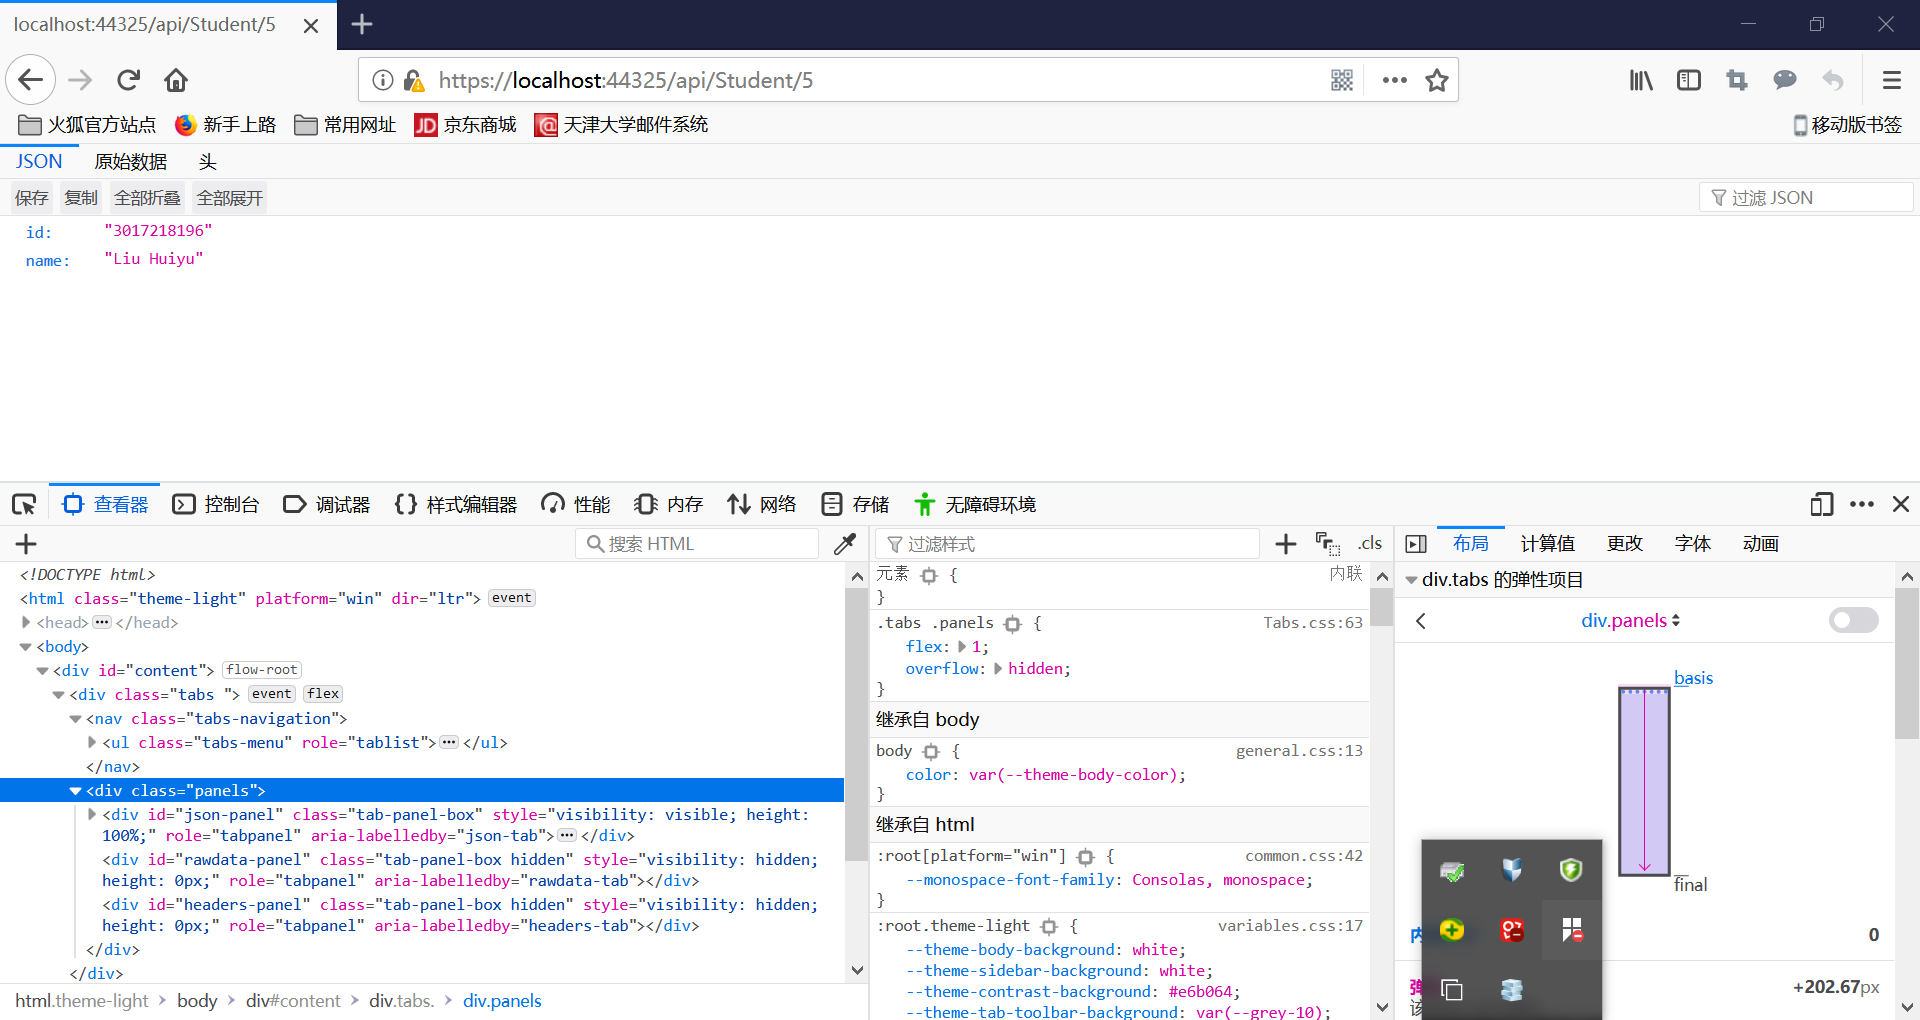 localhost:44325/api/Student/5
https://localhost:44325/api/Student/5
火狐官方站点 新手上路 常用网址 JD 京东商城 天津大学邮件系统 移动版书签
JSON 原始数据 头
保存 复制 全部折叠 全部展开 过滤 JSON
id: "3017218196"
name: "Liu Huiyu"
查看器 控制台 调试器 样式编辑器 性能 内存 网络 存储 无障碍环境
搜索 HTML
<!DOCTYPE html>
<html class="theme-light" platform="win" dir="ltr"> event
<head></head>
<body>
<div id="content"> flow-root
<div class="tabs "> event flex
<nav class="tabs-navigation">
<ul class="tabs-menu" role="tablist"></ul>
</nav>
<div class="panels">
<div id="json-panel" class="tab-panel-box" style="visibility: visible; height:
100%;" role="tabpanel" aria-labelledby="json-tab"></div>
<div id="rawdata-panel" class="tab-panel-box hidden" style="visibility: hidden;
height: 0px;" role="tabpanel" aria-labelledby="rawdata-tab"></div>
<div id="headers-panel" class="tab-panel-box hidden" style="visibility: hidden;
height: 0px;" role="tabpanel" aria-labelledby="headers-tab"></div>
</div>
</div>
html.theme-light body div#content div.tabs. div.panels
过滤样式 .cls
元素 { 内联
}
.tabs .panels { Tabs.css:63
flex: 1;
overflow: hidden;
}
继承自 body
body { general.css:13
color: var(--theme-body-color);
}
继承自 html
:root[platform="win"] { common.css:42
--monospace-font-family: Consolas, monospace;
}
:root.theme-light { variables.css:17
--theme-body-background: white;
--theme-sidebar-background: white;
--theme-contrast-background: #e6b064;
--theme-tab-toolbar-background: var(--grey-10);
布局 计算值 更改 字体 动画
div.tabs 的弹性项目
div.panels
basis
final
0
+202.67px